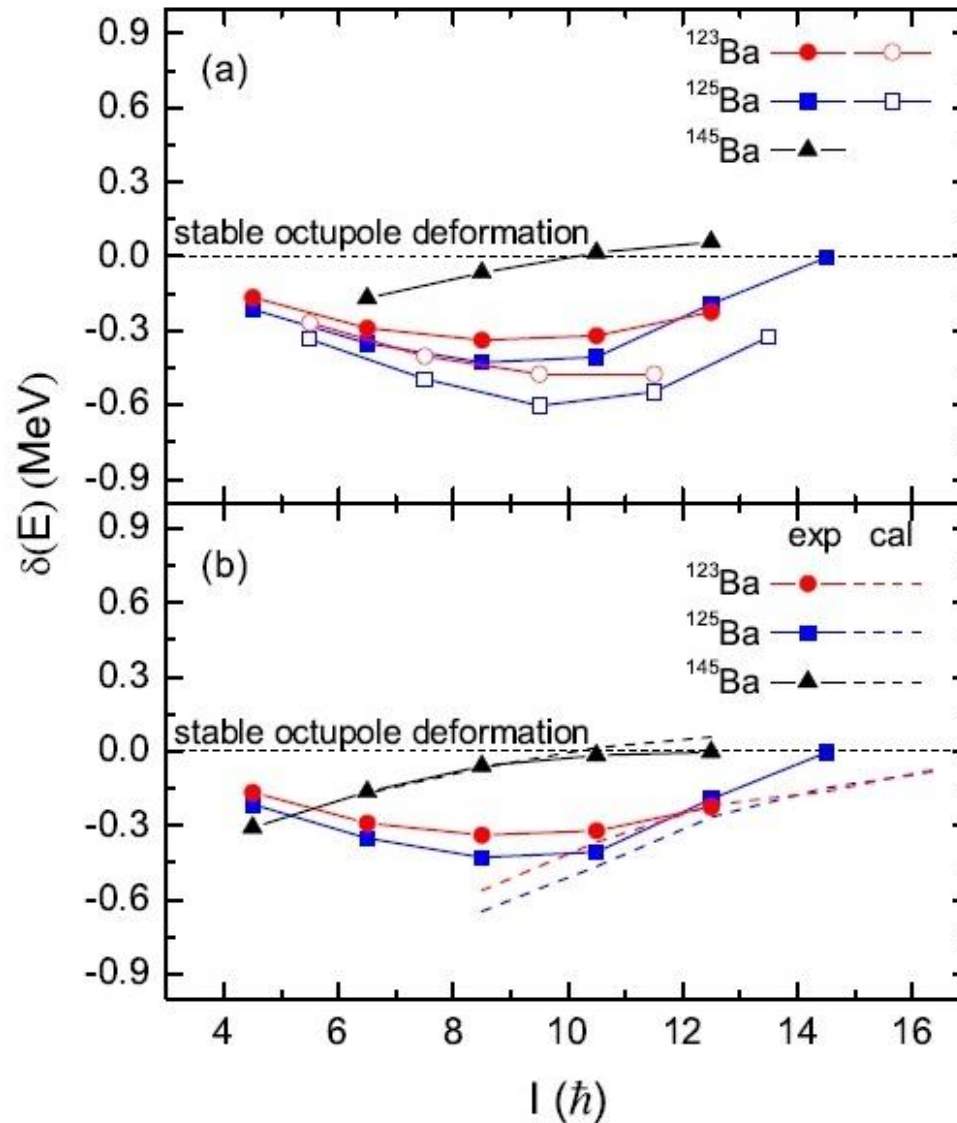 0.9
0.6
0.3
0.0
-0.3
-0.6
-0.9
(a)
¹²³Ba
¹²⁵Ba
¹⁴⁵Ba
stable octupole deformation
δ(E) (MeV)
0.9
0.6
0.3
0.0
-0.3
-0.6
-0.9
(b)
exp cal
¹²³Ba
¹²⁵Ba
¹⁴⁵Ba
stable octupole deformation
4 6 8 10 12 14 16
I (ℏ)